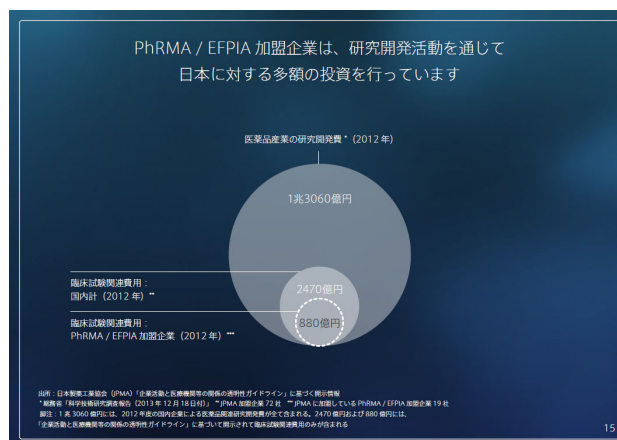 PhRMA / EFPIA 加盟企業は、研究開発活動を通じて
日本に対する多額の投資を行っています
医薬品産業の研究開発費 * (2012 年)
1兆3060億円
臨床試験関連費用：
国内計（2012 年）**
2470億円
臨床試験関連費用：
PhRMA / EFPIA 加盟企業（2012 年）***
880億円
出所：日本製薬工業協会（JPMA）「企業活動と医療機関等の関係の透明性ガイドライン」に基づく開示情報
* 総務省「科学技術研究調査報告（2013 年 12 月 18 日付）」 ** JPMA 加盟企業 72 社 *** JPMA に加盟している PhRMA / EFPIA 加盟企業 19 社
脚注：1 兆 3060 億円には、2012 年度の国内企業による医薬品関連研究開発費が全て含まれる。2470 億円および 880 億円には、
「企業活動と医療機関等の関係の透明性ガイドライン」に基づいて開示された臨床試験関連費用のみが含まれる
15